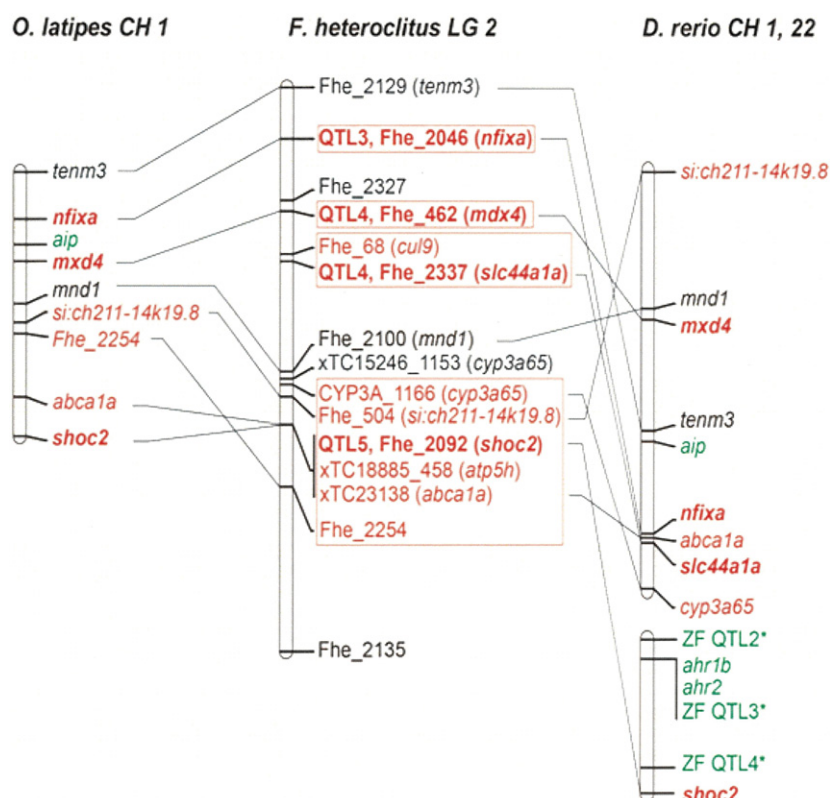 O. latipes CH 1
F. heteroclitus LG 2
D. rerio CH 1, 22
tenm3
nfixa
aip
mxd4
mnd1
si:ch211-14k19.8
Fhe_2254
abca1a
shoc2
Fhe_2129 (tenm3)
QTL3, Fhe_2046 (nfixa)
Fhe_2327
QTL4, Fhe_462 (mdx4)
Fhe_68 (cul9)
QTL4, Fhe_2337 (slc44a1a)
Fhe_2100 (mnd1)
xTC15246_1153 (cyp3a65)
CYP3A_1166 (cyp3a65)
Fhe_504 (si:ch211-14k19.8)
QTL5, Fhe_2092 (shoc2)
xTC18885_458 (atp5h)
xTC23138 (abca1a)
Fhe_2254
Fhe_2135
si:ch211-14k19.8
mnd1
mxd4
tenm3
aip
nfixa
abca1a
slc44a1a
cyp3a65
ZF QTL2*
ahr1b
ahr2
ZF QTL3*
ZF QTL4*
shoc2